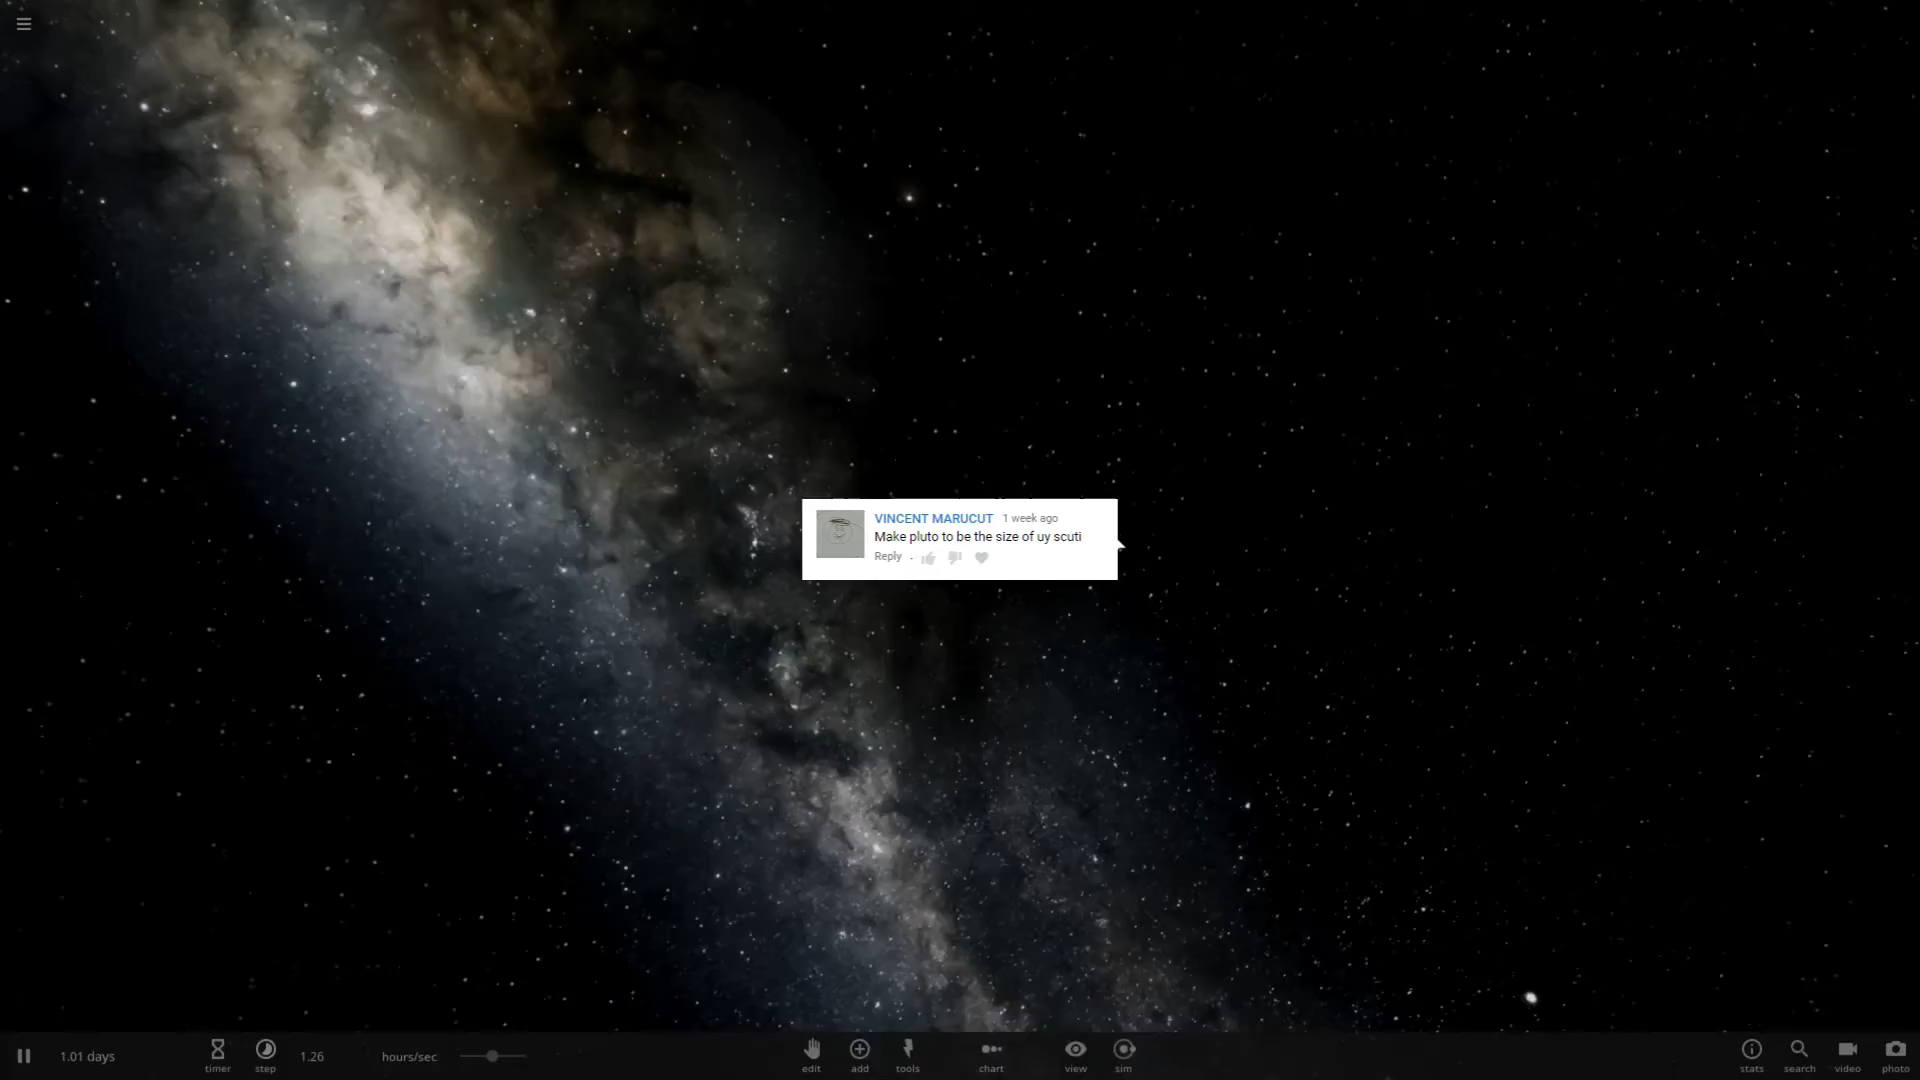 VINCENT MARUCUT 1 week ago
Make pluto to be the size of uy scuti
Reply .
1.01 days
timer
step
1.26
hours/sec
edit
add
tools
chart
view
sim
stats
search
video
photo